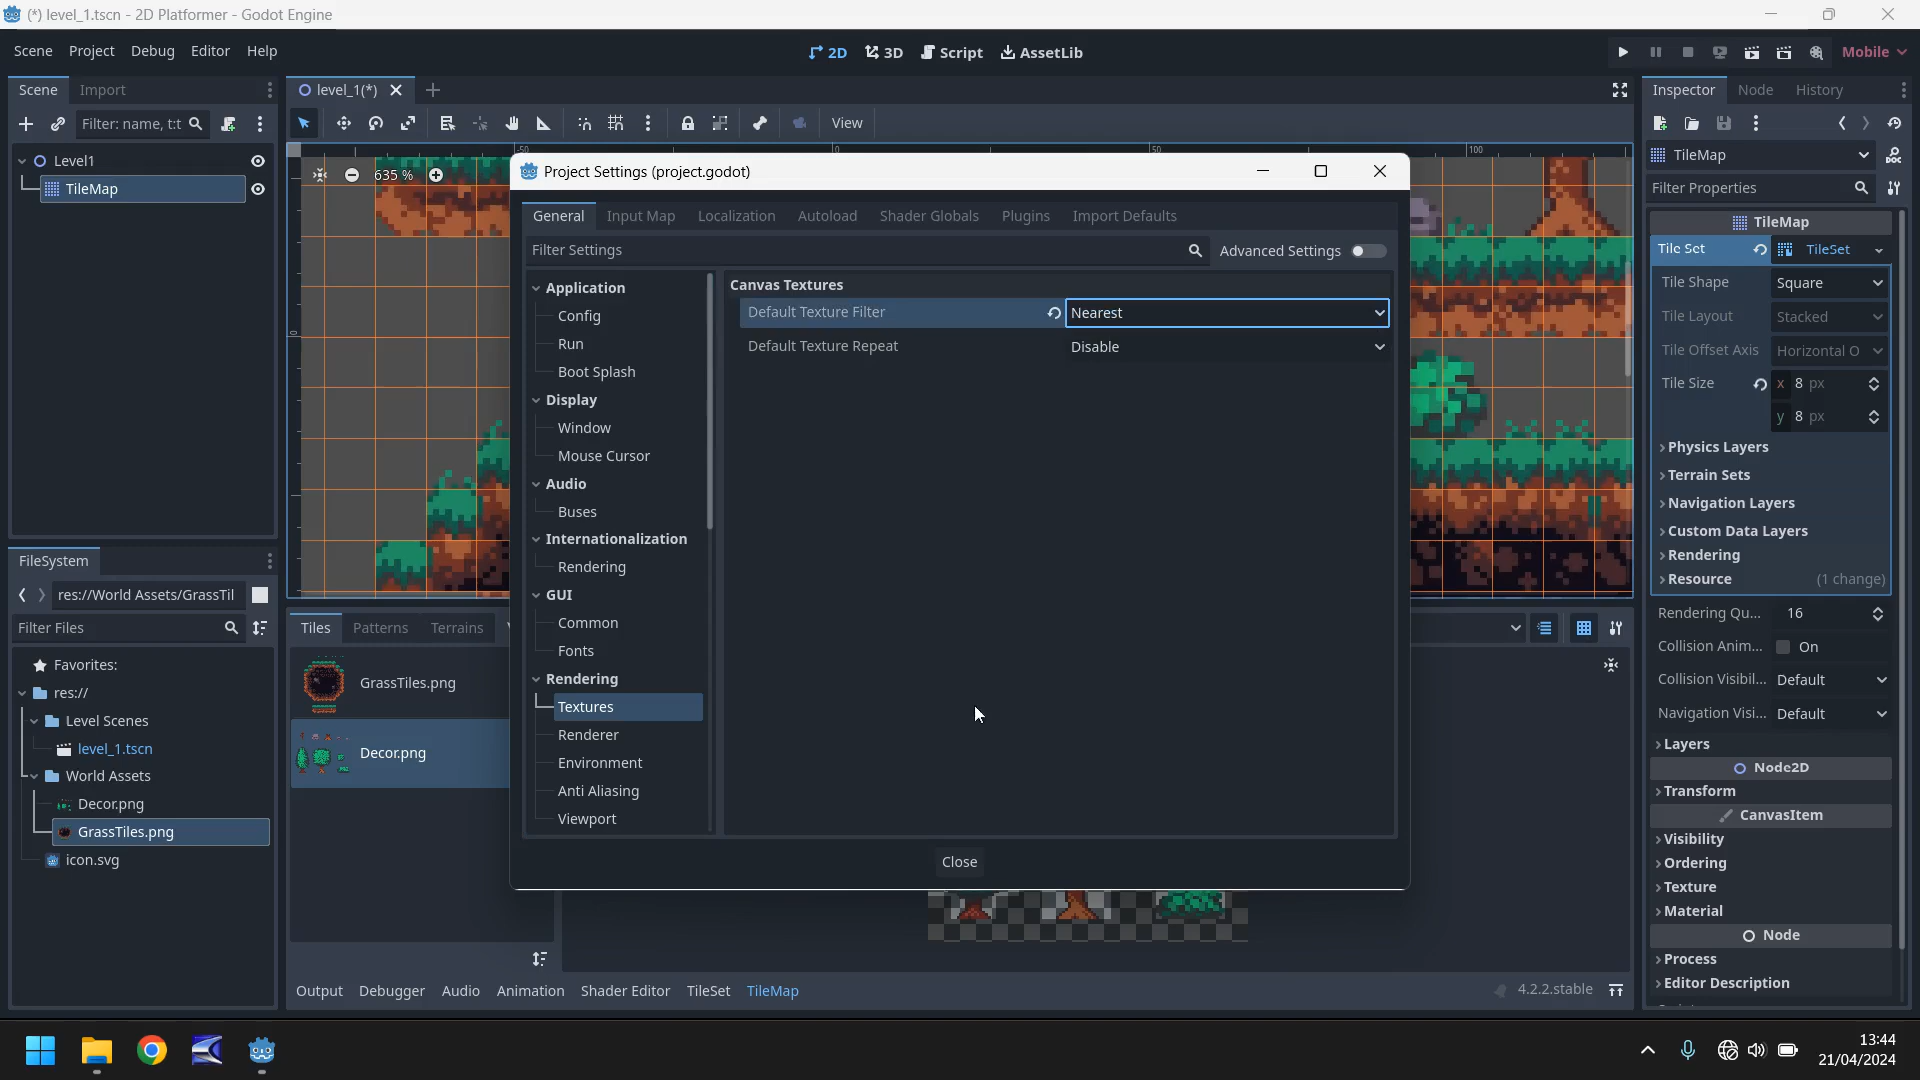 (*) level_1.tscn - 2D Platformer - Godot Engine
Scene Project Debug Editor Help
2D 3D Script AssetLib
Mobile
Scene Import
level_1(*)
Inspector Node History
Filter: name, t:t
View
Level1
TileMap
635 %
-50 0 50 100
0
Project Settings (project.godot)
General Input Map Localization Autoload Shader Globals Plugins Import Defaults
Filter Settings
Advanced Settings
Application
Config
Run
Boot Splash
Display
Window
Mouse Cursor
Audio
Buses
Internationalization
Rendering
GUI
Common
Fonts
Rendering
Textures
Renderer
Environment
Anti Aliasing
Viewport
Canvas Textures
Default Texture Filter Nearest
Default Texture Repeat Disable
Close
TileMap
Filter Properties
TileMap
Tile Set TileSet
Tile Shape Square
Tile Layout Stacked
Tile Offset Axis Horizontal O
Tile Size x 8 px
y 8 px
Physics Layers
Terrain Sets
Navigation Layers
Custom Data Layers
Rendering
Resource (1 change)
Rendering Qu... 16
Collision Anim... On
Collision Visibil... Default
Navigation Visi... Default
Layers
Node2D
Transform
CanvasItem
Visibility
Ordering
Texture
Material
Node
Process
Editor Description
FileSystem
res://World Assets/GrassTil
Filter Files
Favorites:
res://
Level Scenes
level_1.tscn
World Assets
Decor.png
GrassTiles.png
icon.svg
Tiles Patterns Terrains
GrassTiles.png
Decor.png
Output Debugger Audio Animation Shader Editor TileSet TileMap
4.2.2.stable
13:44
21/04/2024